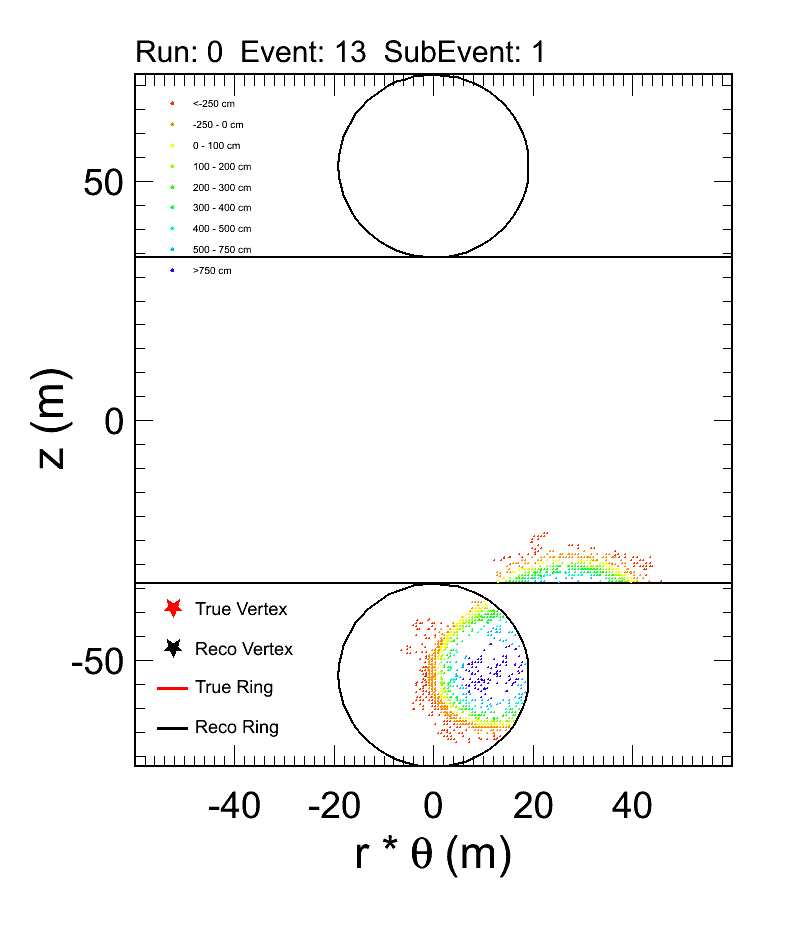 Run: 0  Event: 13  SubEvent: 1
<-250 cm
-250 - 0 cm
0 - 100 cm
100 - 200 cm
200 - 300 cm
300 - 400 cm
400 - 500 cm
500 - 750 cm
>750 cm
50
0
-50
z (m)
True Vertex
Reco Vertex
True Ring
Reco Ring
-40 -20 0 20 40
r * θ (m)